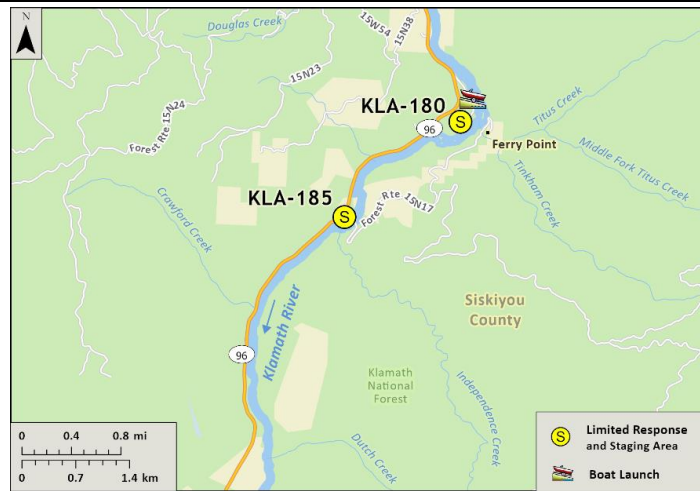 N
Douglas Creek
15W54
15N38
15N23
Forest Rte 15N24
KLA-180
S
96
Ferry Point
Titus Creek
Middle Fork Titus Creek
Tinkham Creek
KLA-185
S
Forest Rte 15N17
Crawford Creek
Siskiyou
County
Klamath River
96
Klamath
National
Forest
Independence Creek
Dutch Creek
0 0.4 0.8 mi
0 0.7 1.4 km
S Limited Response
and Staging Area
Boat Launch